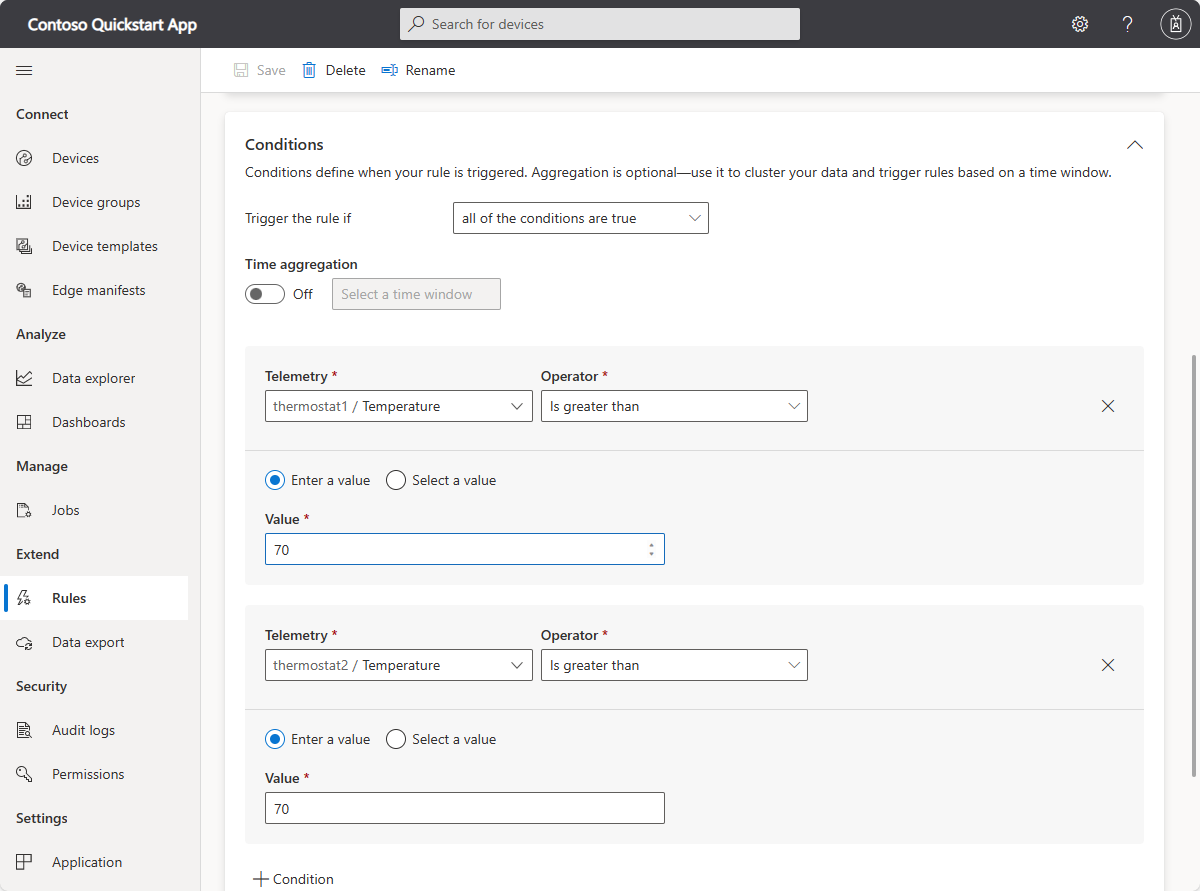 Contoso Quickstart App
Search for devices
?
Save Delete Rename
Connect
Devices
Device groups
Device templates
Edge manifests
Analyze
Data explorer
Dashboards
Manage
Jobs
Extend
Rules
Data export
Security
Audit logs
Permissions
Settings
Application
Conditions
Conditions define when your rule is triggered. Aggregation is optional—use it to cluster your data and trigger rules based on a time window.
Trigger the rule if all of the conditions are true
Time aggregation
Off Select a time window
Telemetry * Operator *
thermostat1 / Temperature Is greater than
Enter a value Select a value
Value *
70
Telemetry * Operator *
thermostat2 / Temperature Is greater than
Enter a value Select a value
Value *
70
+ Condition